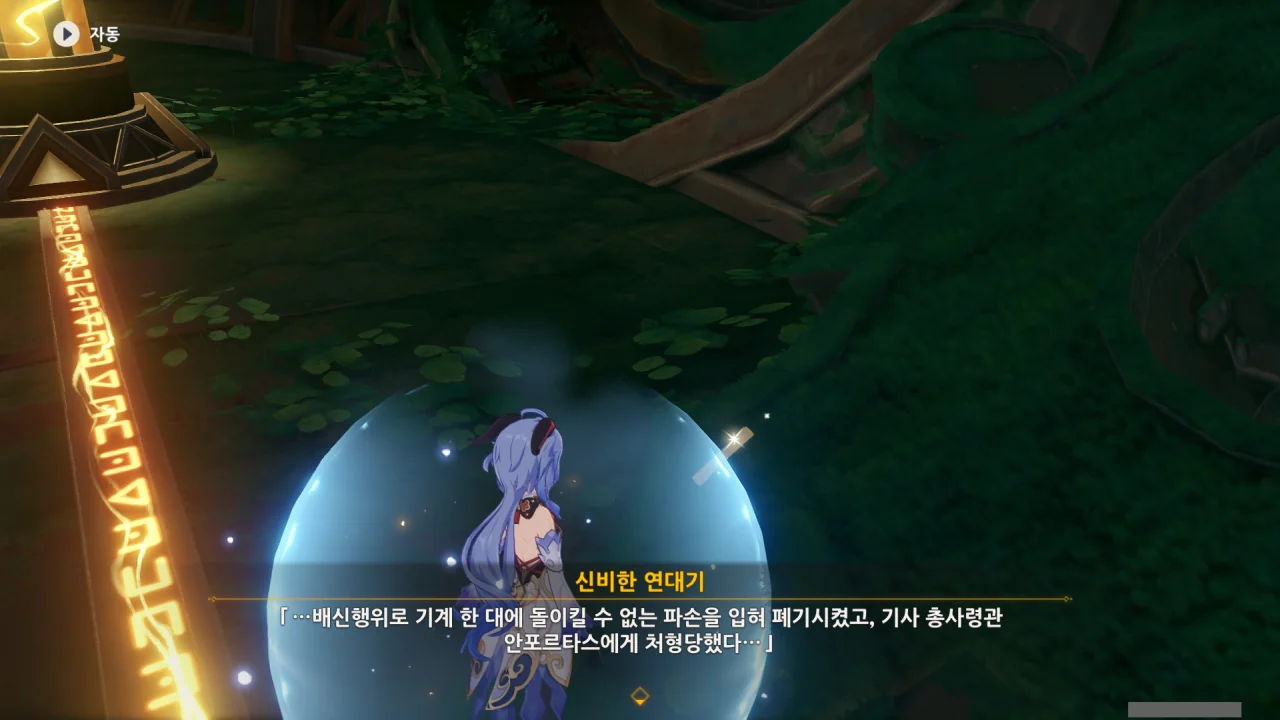 자동
신비한 연대기
「…배신행위로 기계 한 대에 돌이킬 수 없는 파손을 입혀 폐기시켰고, 기사 총사령관
안포르타스에게 처형당했다…」